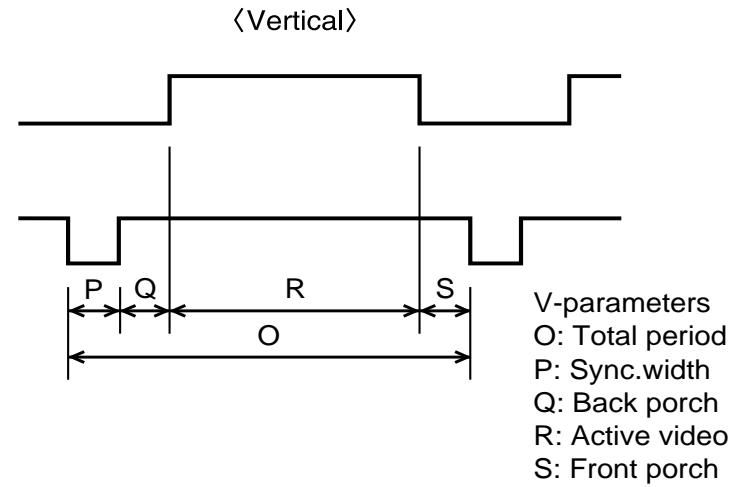 〈Vertical〉
P Q R S
O
V-parameters
O: Total period
P: Sync.width
Q: Back porch
R: Active video
S: Front porch